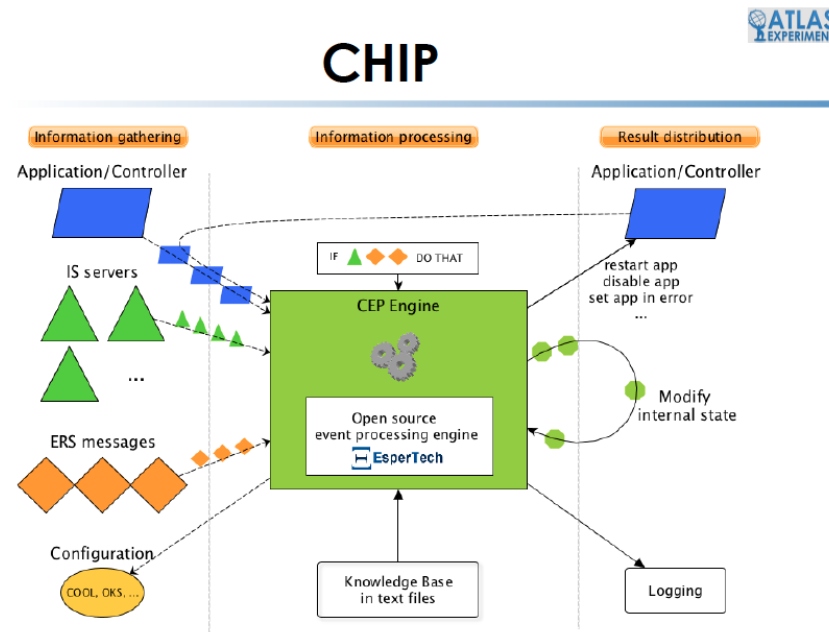 ATLAS
EXPERIMENT
CHIP
Information gathering
Information processing
Result distribution
Application/Controller
Application/Controller
IS servers
IF
DO THAT
restart app
disable app
set app in error
...
CEP Engine
...
Modify
internal state
Open source
event processing engine
EsperTech
ERS messages
Configuration
COOL, OKS, ...
Knowledge Base
in text files
Logging